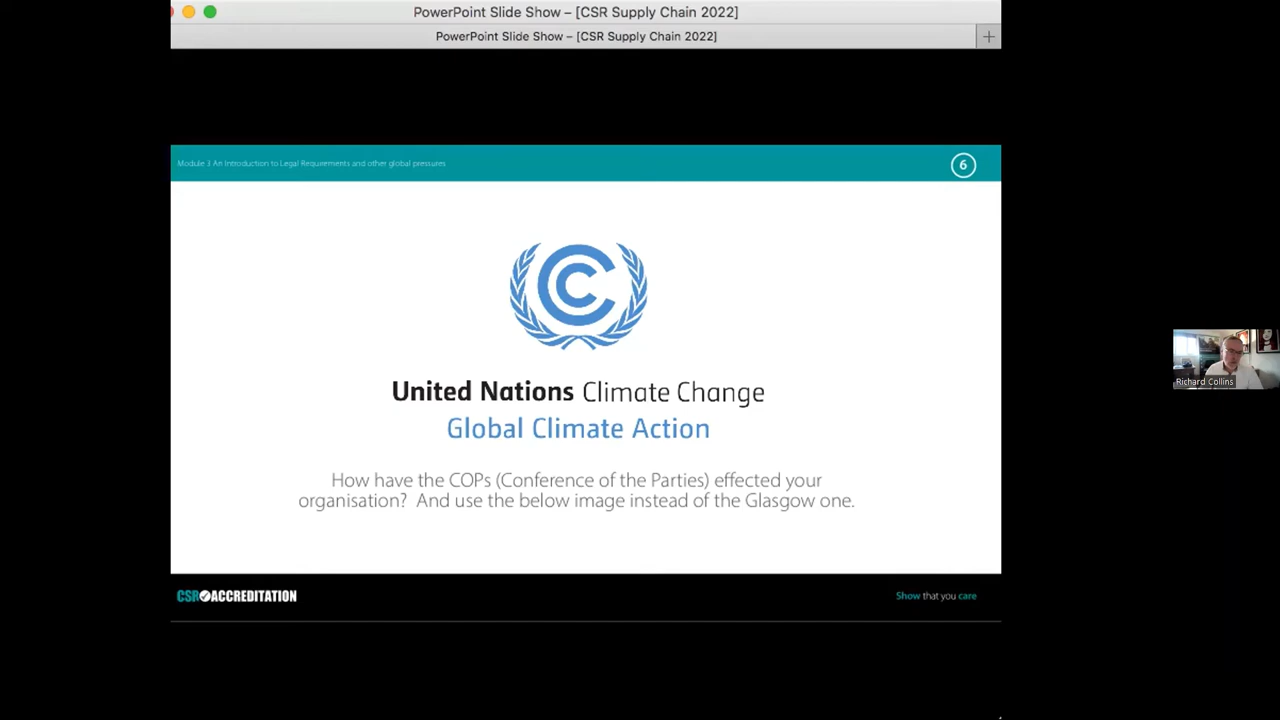 PowerPoint Slide Show – [CSR Supply Chain 2022]
PowerPoint Slide Show – [CSR Supply Chain 2022]
Module 3 An Introduction to Legal Requirements and other global pressures
6
United Nations Climate Change
Global Climate Action
How have the COPs (Conference of the Parties) effected your
organisation? And use the below image instead of the Glasgow one.
Richard Collins
CSR ACCREDITATION
Show that you care